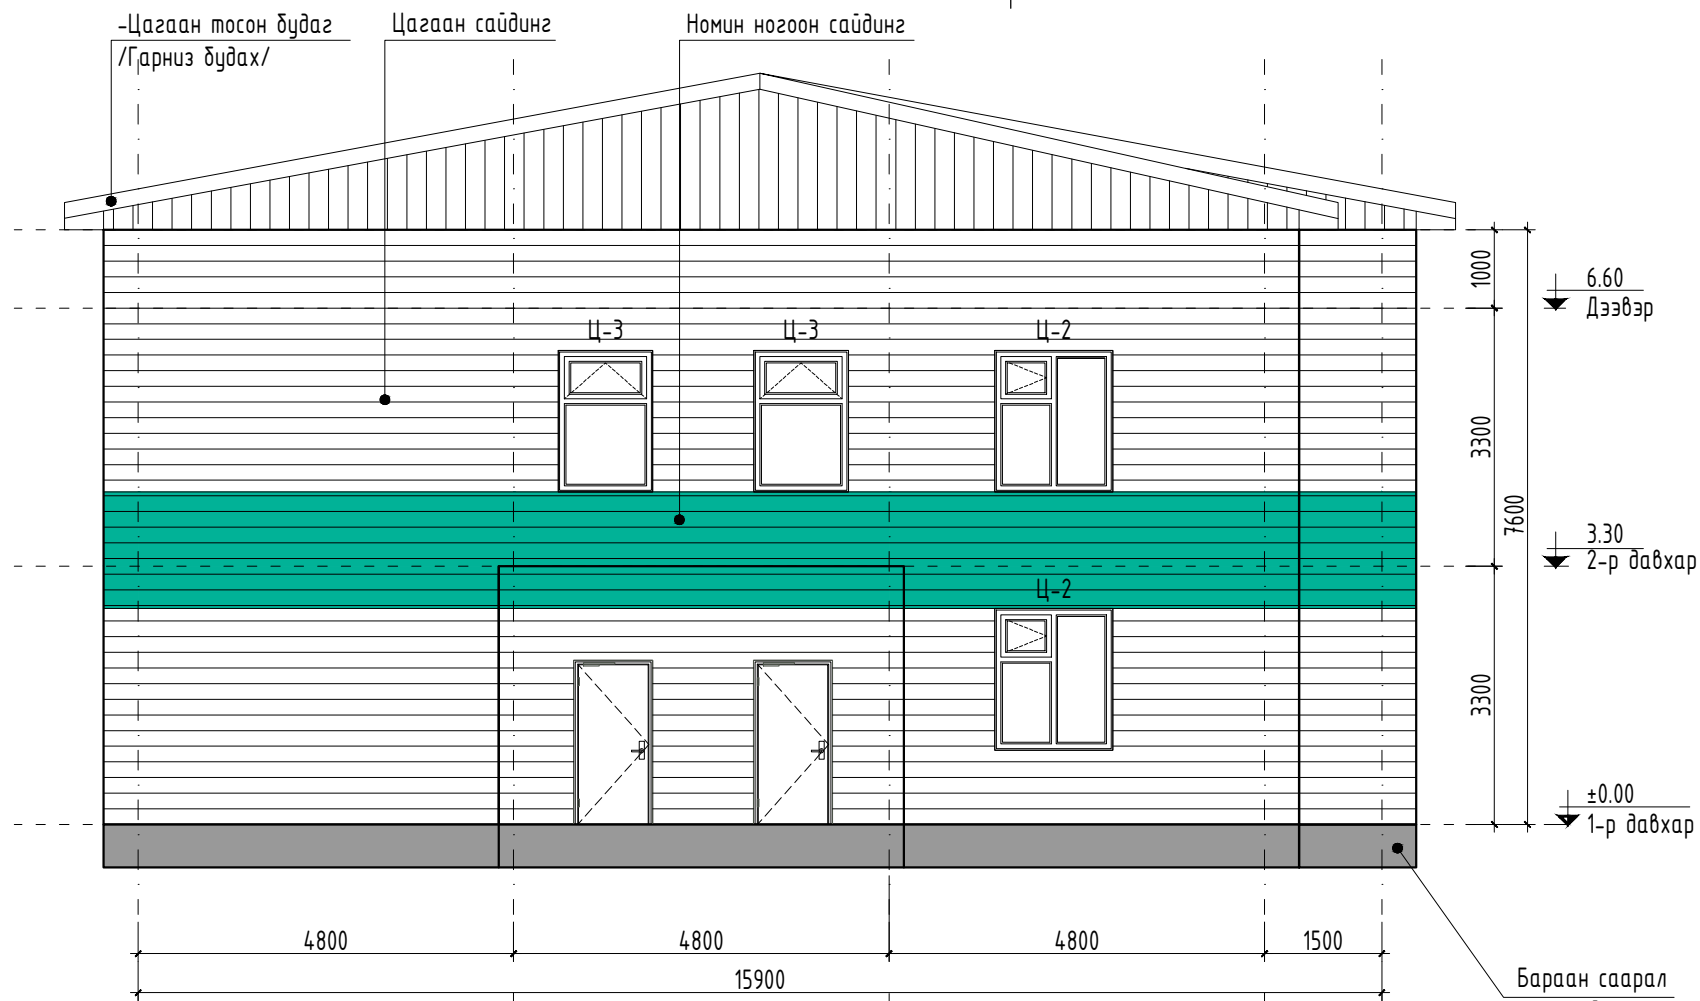 -Цагаан тосон будаг
/Гарниз будах/
Цагаан сайдинг
Номин ногоон сайдинг
1000
6.60
Дээвэр
Ц-3
Ц-3
Ц-2
3300
7600
3.30
2-р давхар
Ц-2
3300
±0.00
1-р давхар
4800
4800
4800
1500
15900
Бараан саарал